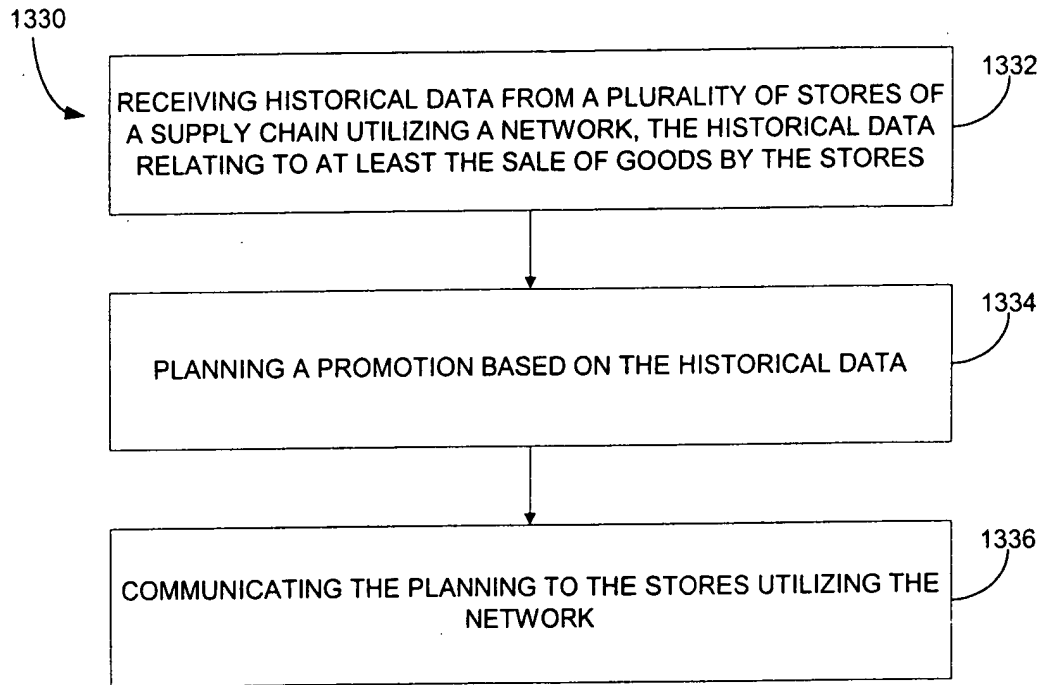 1330
1332
RECEIVING HISTORICAL DATA FROM A PLURALITY OF STORES OF
A SUPPLY CHAIN UTILIZING A NETWORK, THE HISTORICAL DATA
RELATING TO AT LEAST THE SALE OF GOODS BY THE STORES
1334
PLANNING A PROMOTION BASED ON THE HISTORICAL DATA
1336
COMMUNICATING THE PLANNING TO THE STORES UTILIZING THE
NETWORK